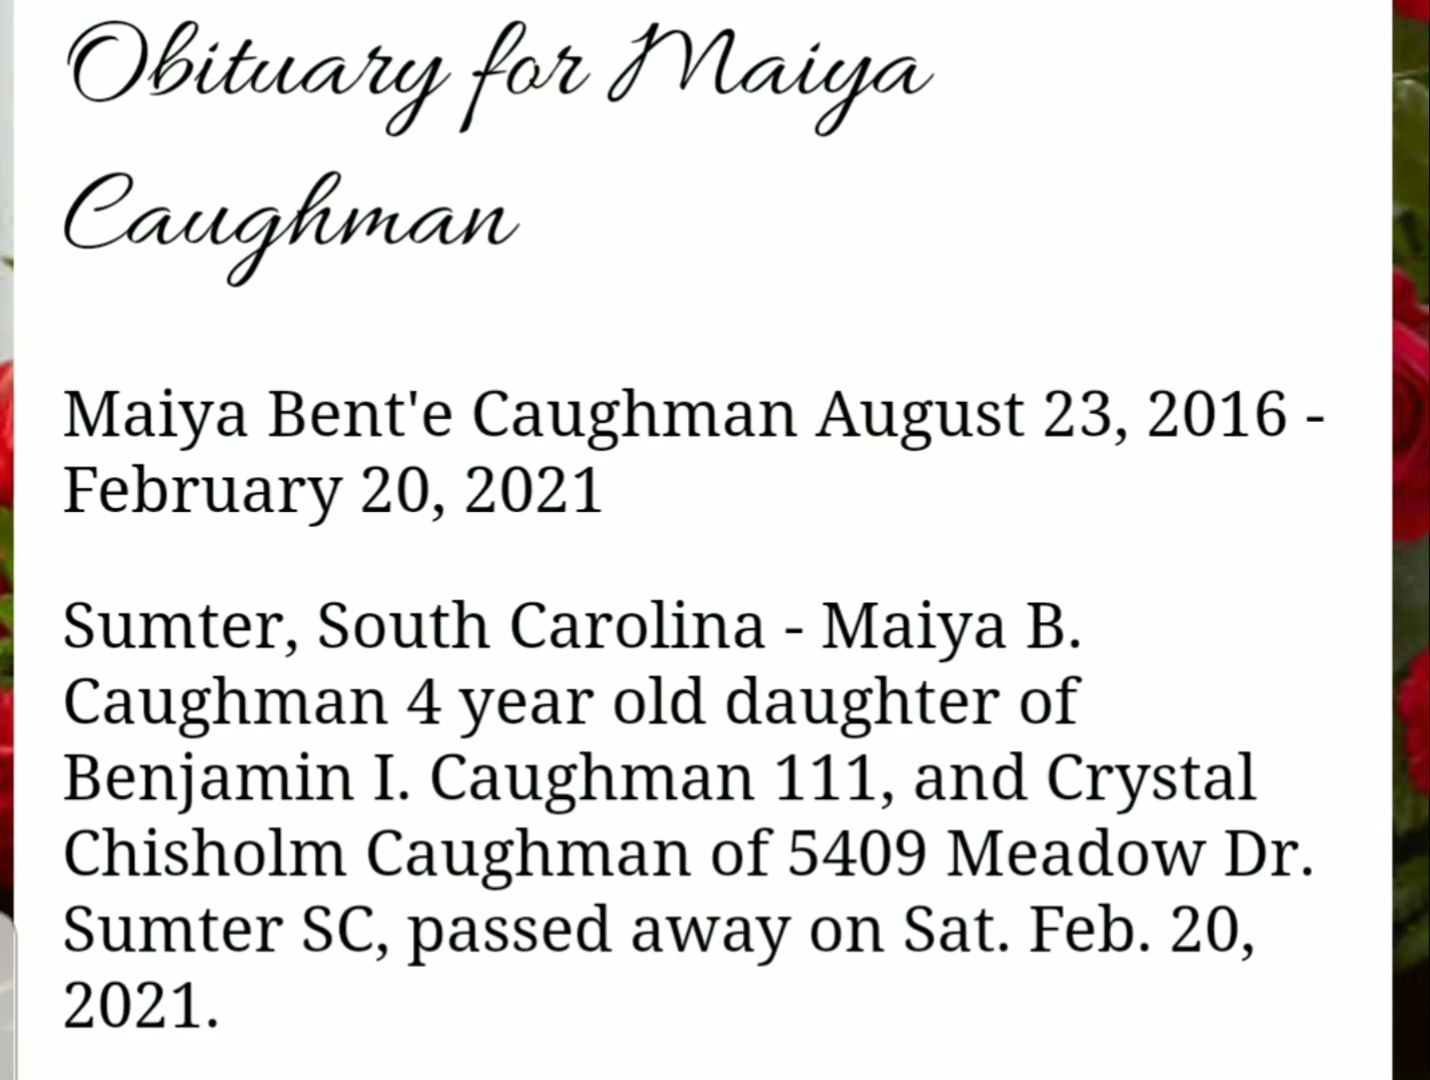 Obituary for Maiya
Caughman
Maiya Bent'e Caughman August 23, 2016 -
February 20, 2021
Sumter, South Carolina - Maiya B.
Caughman 4 year old daughter of
Benjamin I. Caughman 111, and Crystal
Chisholm Caughman of 5409 Meadow Dr.
Sumter SC, passed away on Sat. Feb. 20,
2021.